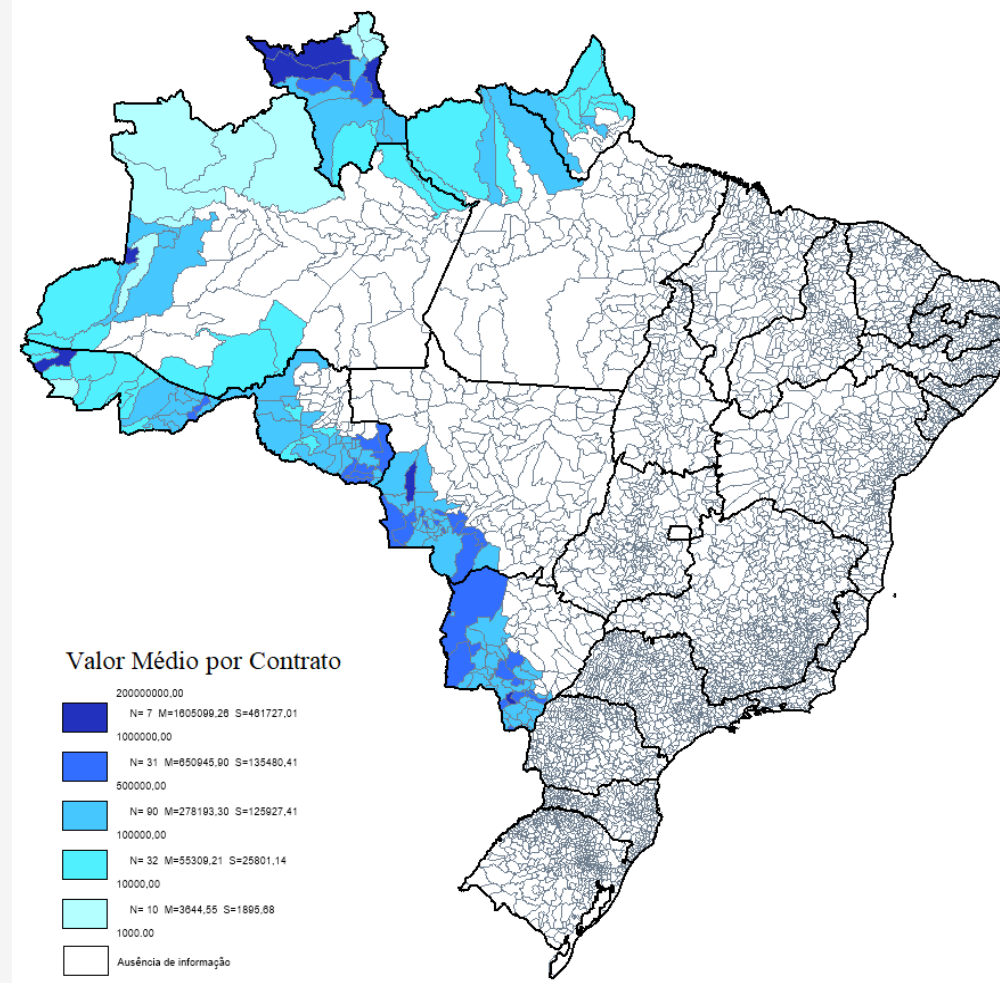 Valor Médio por Contrato
200000000,00
N= 7 M=1605099,26 S=461727,01
1000000,00
N= 31 M=650945,90 S=135480,41
500000,00
N= 90 M=278193,30 S=125927,41
100000,00
N= 32 M=55309,21 S=25801,14
10000,00
N= 10 M=3644,55 S=1895,68
1000.00
Ausência de informação